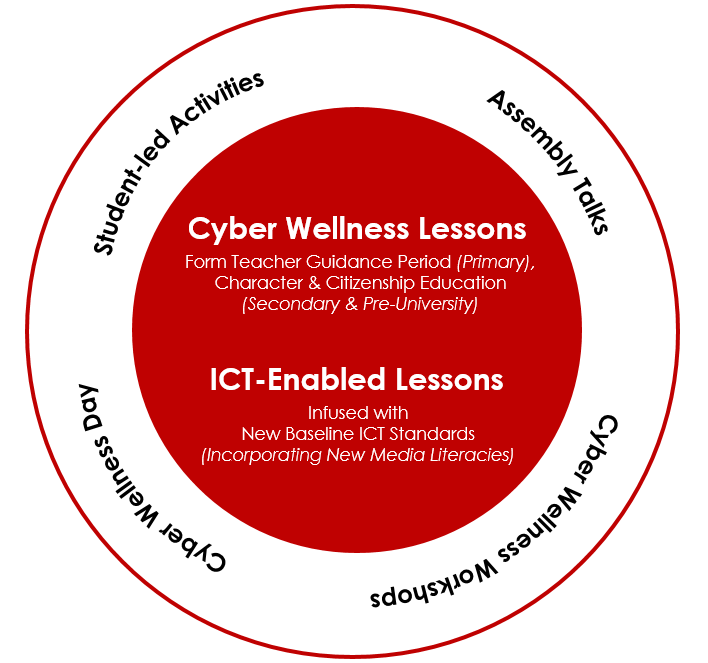 Student-led Activities
Assembly Talks
Cyber Wellness Lessons
Form Teacher Guidance Period (Primary),
Character & Citizenship Education
(Secondary & Pre-University)
ICT-Enabled Lessons
Infused with
New Baseline ICT Standards
(Incorporating New Media Literacies)
Cyber Wellness Day
Cyber Wellness Workshops